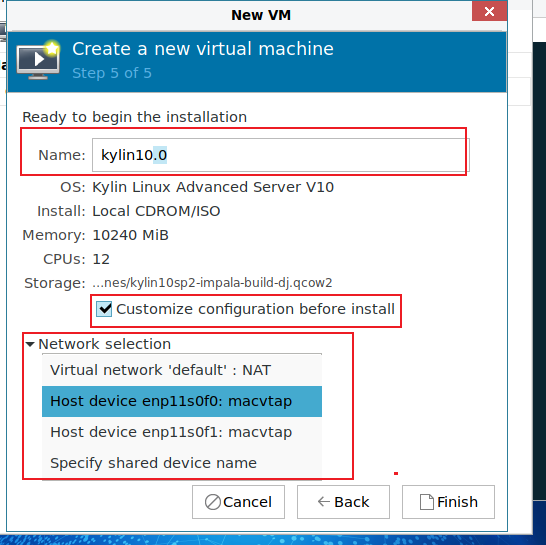 New VM
Create a new virtual machine
Step 5 of 5
Ready to begin the installation
Name: kylin10.0
OS: Kylin Linux Advanced Server V10
Install: Local CDROM/ISO
Memory: 10240 MiB
CPUs: 12
Storage: ...nes/kylin10sp2-impala-build-dj.qcow2
Customize configuration before install
Network selection
Virtual network 'default' : NAT
Host device enp11s0f0: macvtap
Host device enp11s0f1: macvtap
Specify shared device name
Cancel Back Finish